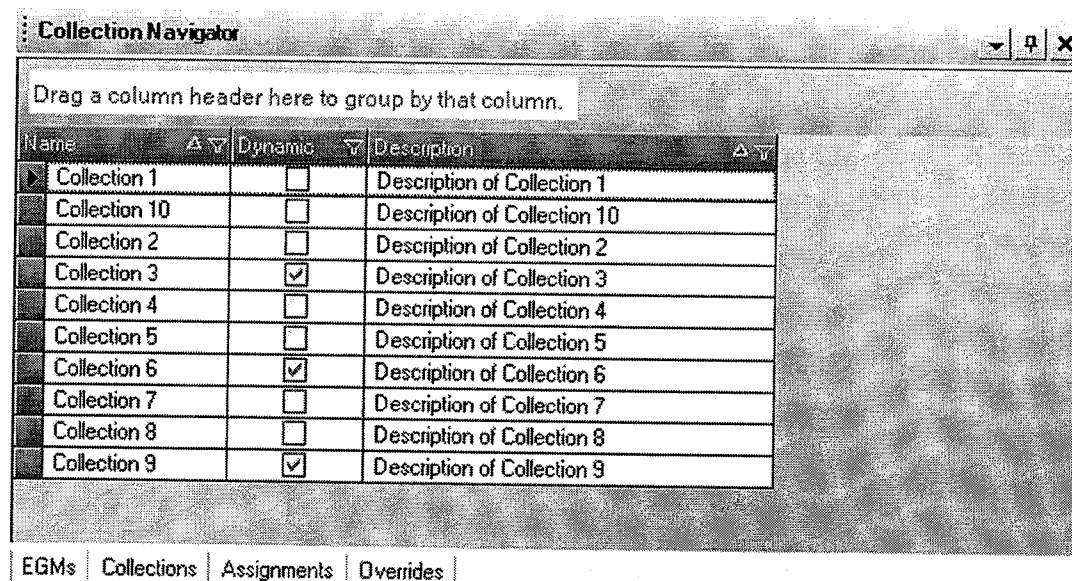 Collection Navigator
Drag a column header here to group by that column.
Name Dynamic Description
Collection 1 Description of Collection 1
Collection 10 Description of Collection 10
Collection 2 Description of Collection 2
Collection 3 Description of Collection 3
Collection 4 Description of Collection 4
Collection 5 Description of Collection 5
Collection 6 Description of Collection 6
Collection 7 Description of Collection 7
Collection 8 Description of Collection 8
Collection 9 Description of Collection 9
EGMs Collections Assignments Overrides